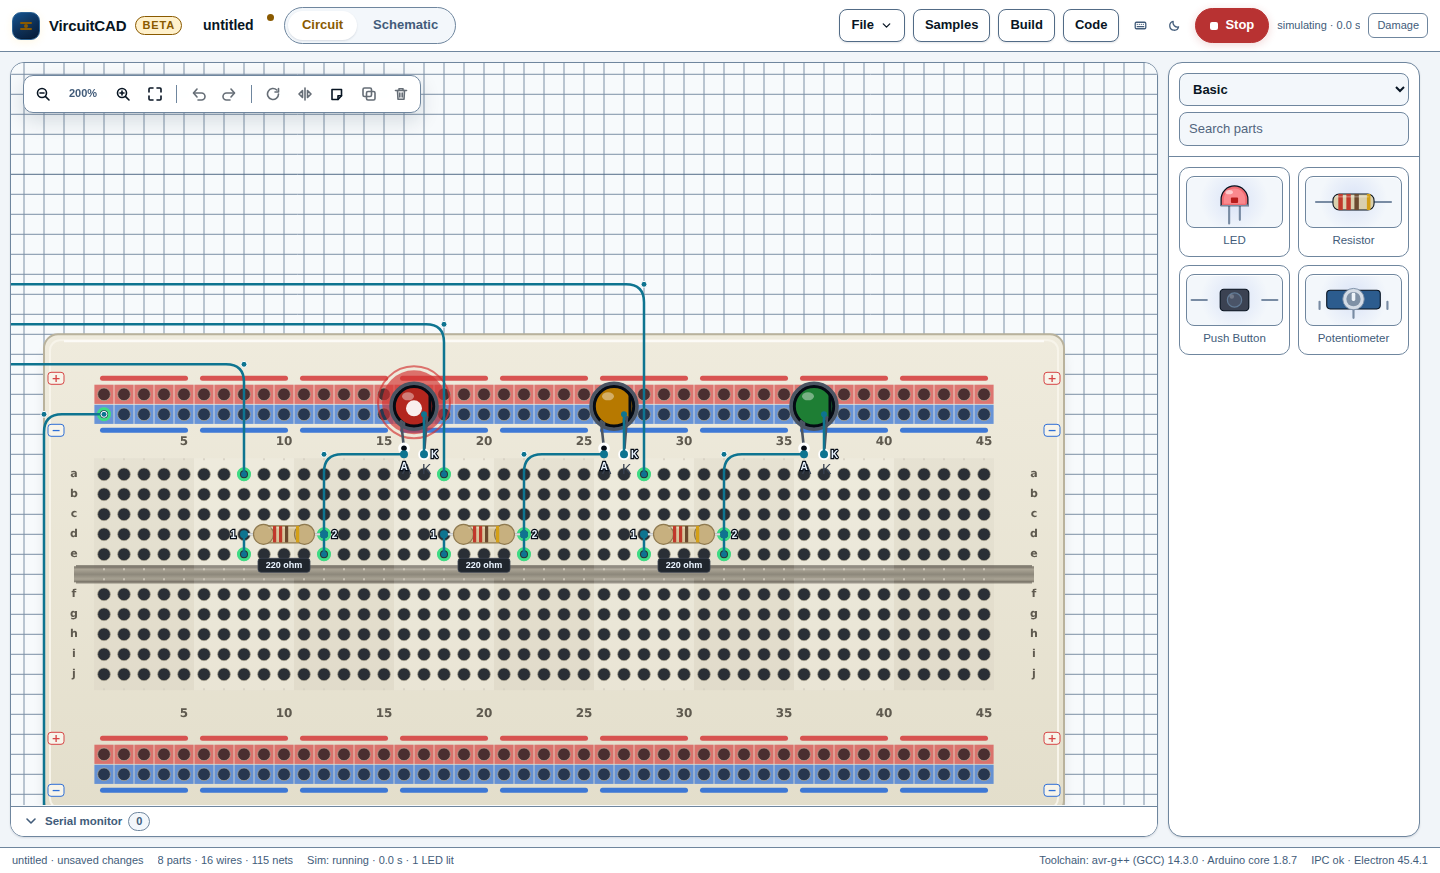 VircuitCAD BETA untitled Circuit Schematic File Samples Build Code Stop simulating · 0.0 s Damage
200%
Basic
Search parts
LED Resistor
Push Button Potentiometer
+ +
− −
5 10 15 20 25 30 35 40 45
A K K A K K A K K
a a
b b
c c
d 1 2 1 2 1 2 d
e e
220 ohm 220 ohm 220 ohm
f f
g g
h h
i i
j j
5 10 15 20 25 30 35 40 45
+ +
− −
Serial monitor 0
untitled · unsaved changes 8 parts · 16 wires · 115 nets Sim: running · 0.0 s · 1 LED lit Toolchain: avr-g++ (GCC) 14.3.0 · Arduino core 1.8.7 IPC ok · Electron 45.4.1